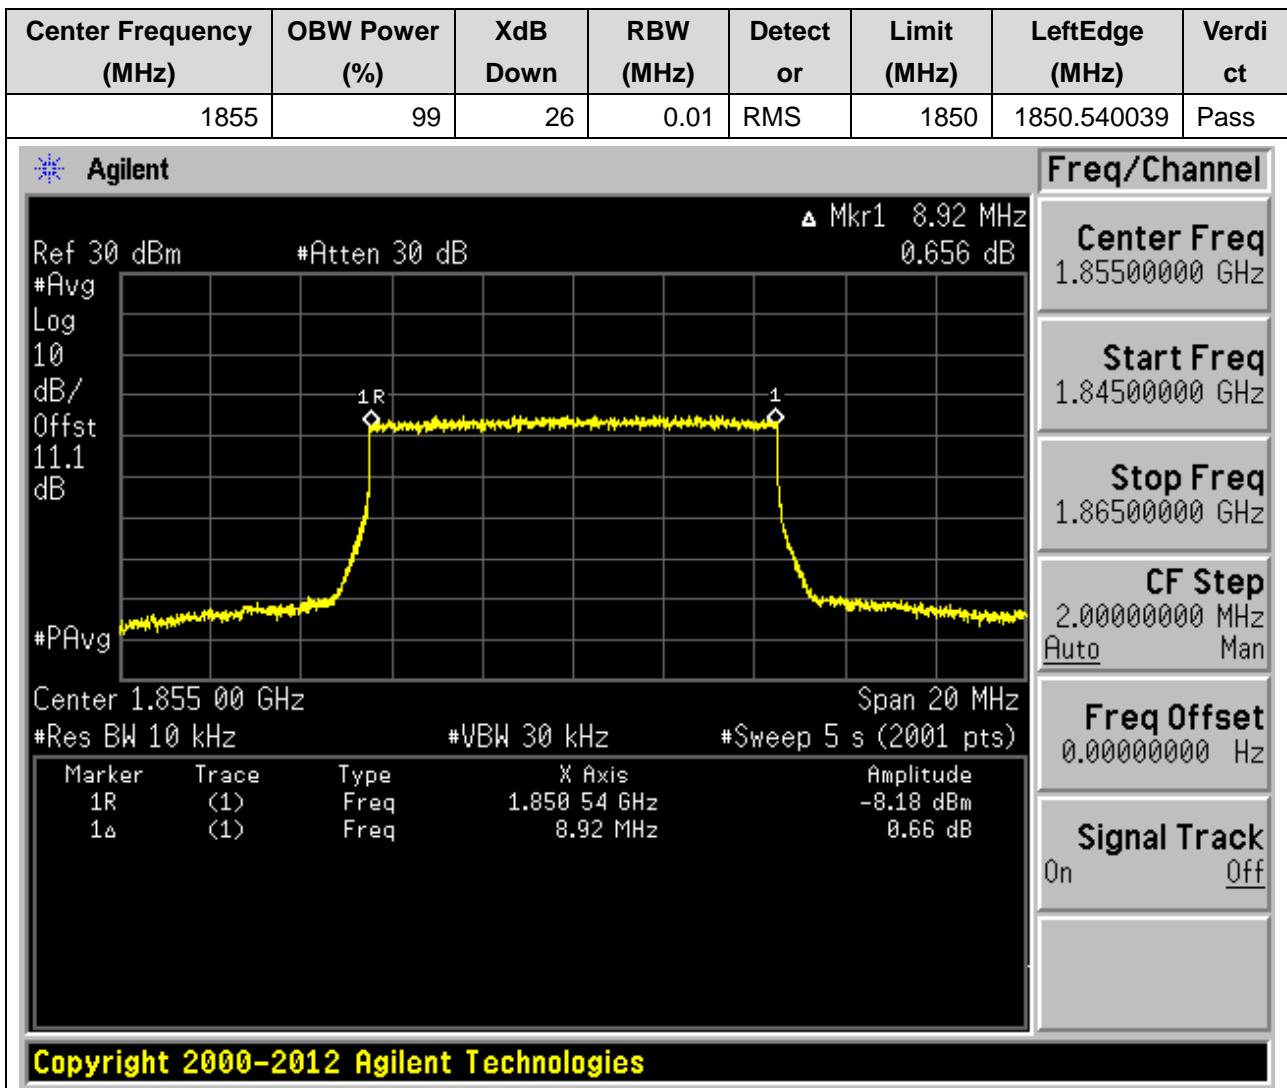 Center Frequency (MHz) OBW Power (%) XdB Down RBW (MHz) Detect or Limit (MHz) LeftEdge (MHz) Verdi ct
1855 99 26 0.01 RMS 1850 1850.540039 Pass
Agilent
Freq/Channel
Δ Mkr1 8.92 MHz
Ref 30 dBm #Atten 30 dB 0.656 dB
#Avg
Log
10
dB/
Offst
11.1
dB
#PAvg
1R
1
Center 1.855 00 GHz Span 20 MHz
#Res BW 10 kHz #VBW 30 kHz #Sweep 5 s (2001 pts)
Marker Trace Type X Axis Amplitude
1R (1) Freq 1.850 54 GHz -8.18 dBm
1Δ (1) Freq 8.92 MHz 0.66 dB
Center Freq
1.85500000 GHz
Start Freq
1.84500000 GHz
Stop Freq
1.86500000 GHz
CF Step
2.00000000 MHz
Auto Man
Freq Offset
0.00000000 Hz
Signal Track
On Off
Copyright 2000-2012 Agilent Technologies